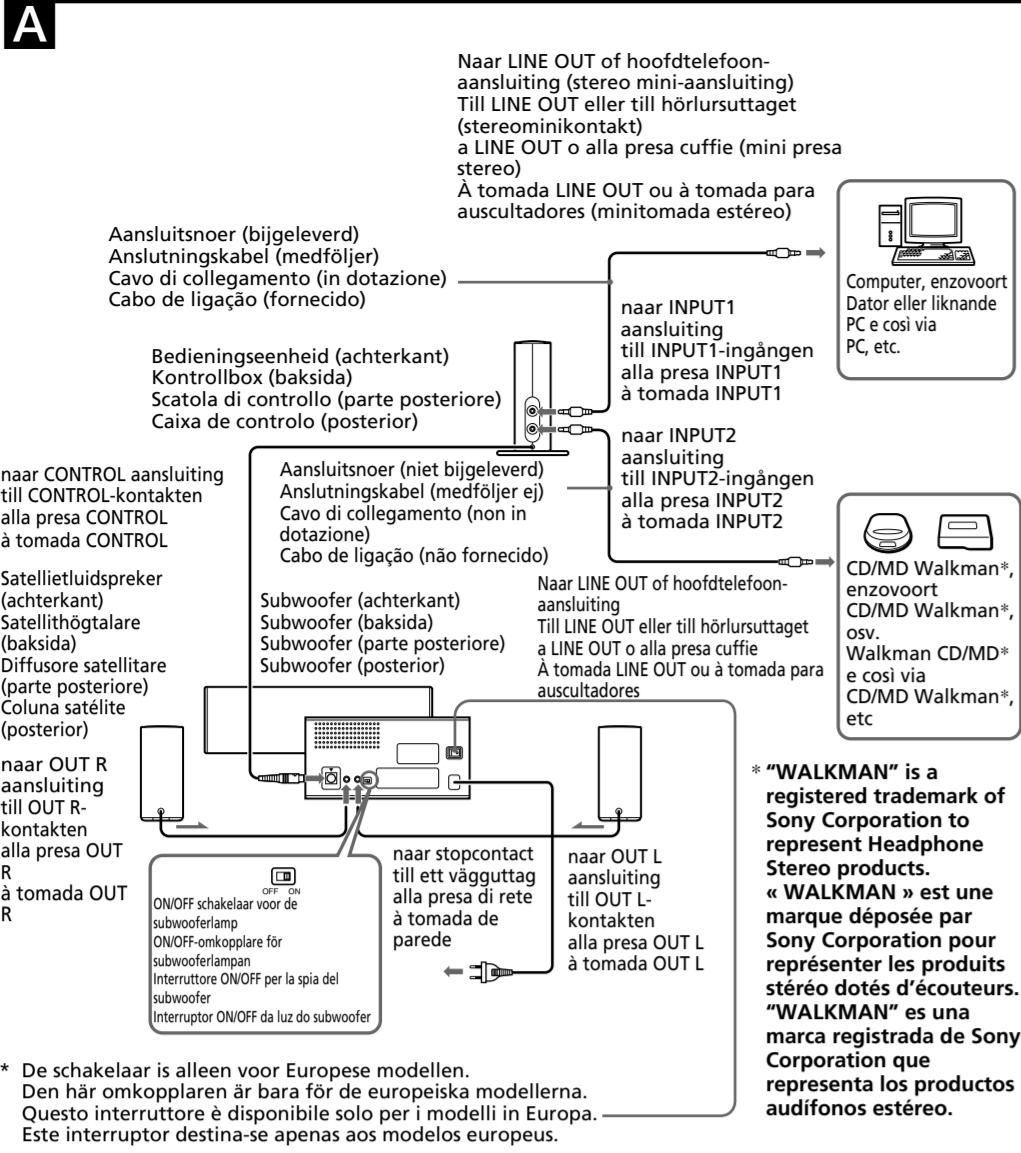 A
Naar LINE OUT of hoofdtelefoon-
aansluiting (stereo mini-aansluiting)
Till LINE OUT eller till hörlursuttaget
(stereominikontakt)
a LINE OUT o alla presa cuffie (mini presa
stereo)
À tomada LINE OUT ou à tomada para
auscultadores (minitomada estéreo)
Aansluitsnoer (bijgeleverd)
Anslutningskabel (medföljer)
Cavo di collegamento (in dotazione)
Cabo de ligação (fornecido)
Computer, enzovoort
Dator eller liknande
PC e così via
PC, etc.
naar INPUT1
aansluiting
till INPUT1-ingången
alla presa INPUT1
à tomada INPUT1
Bedieningseenheid (achterkant)
Kontrollbox (baksida)
Scatola di controllo (parte posteriore)
Caixa de controlo (posterior)
naar INPUT2
aansluiting
till INPUT2-ingången
alla presa INPUT2
à tomada INPUT2
naar CONTROL aansluiting
till CONTROL-kontakten
alla presa CONTROL
à tomada CONTROL
Aansluitsnoer (niet bijgeleverd)
Anslutningskabel (medföljer ej)
Cavo di collegamento (non in
dotazione)
Cabo de ligação (não fornecido)
Satellietluidspreker
(achterkant)
Satellithögtalare
(baksida)
Diffusore satellitare
(parte posteriore)
Coluna satélite
(posterior)
Subwoofer (achterkant)
Subwoofer (baksida)
Subwoofer (parte posteriore)
Subwoofer (posterior)
Naar LINE OUT of hoofdtelefoon-
aansluiting
Till LINE OUT eller till hörlursuttaget
a LINE OUT o alla presa cuffie
À tomada LINE OUT ou à tomada para
auscultadores
CD/MD Walkman*,
enzovoort
CD/MD Walkman*,
osv.
Walkman CD/MD*
e così via
CD/MD Walkman*,
etc
naar OUT R
aansluiting
till OUT R-
kontakten
alla presa OUT
R
à tomada OUT
R
OFF ON
ON/OFF schakelaar voor de
subwooferlamp
ON/OFF-omkopplare för
subwooferlampan
Interruttore ON/OFF per la spia del
subwoofer
Interruptor ON/OFF da luz do subwoofer
naar stopcontact
till ett vägguttag
alla presa di rete
à tomada de
parede
naar OUT L
aansluiting
till OUT L-
kontakten
alla presa OUT L
à tomada OUT L
* “WALKMAN” is a
registered trademark of
Sony Corporation to
represent Headphone
Stereo products.
« WALKMAN » est une
marque déposée par
Sony Corporation pour
représenter les produits
stéréo dotés d’écouteurs.
“WALKMAN” es una
marca registrada de Sony
Corporation que
representa los productos
audífonos estéreo.
* De schakelaar is alleen voor Europese modellen.
Den här omkopplaren är bara för de europeiska modellerna.
Questo interruttore è disponibile solo per i modelli in Europa.
Este interruptor destina-se apenas aos modelos europeus.